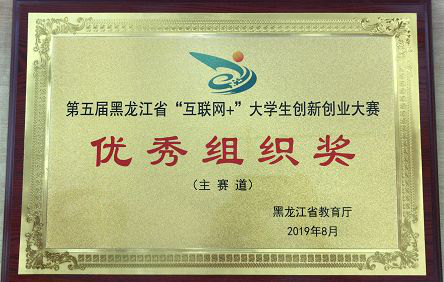 第五届黑龙江省“互联网+”大学生创新创业大赛
优秀组织奖
（主赛道）
黑龙江省教育厅
2019年8月